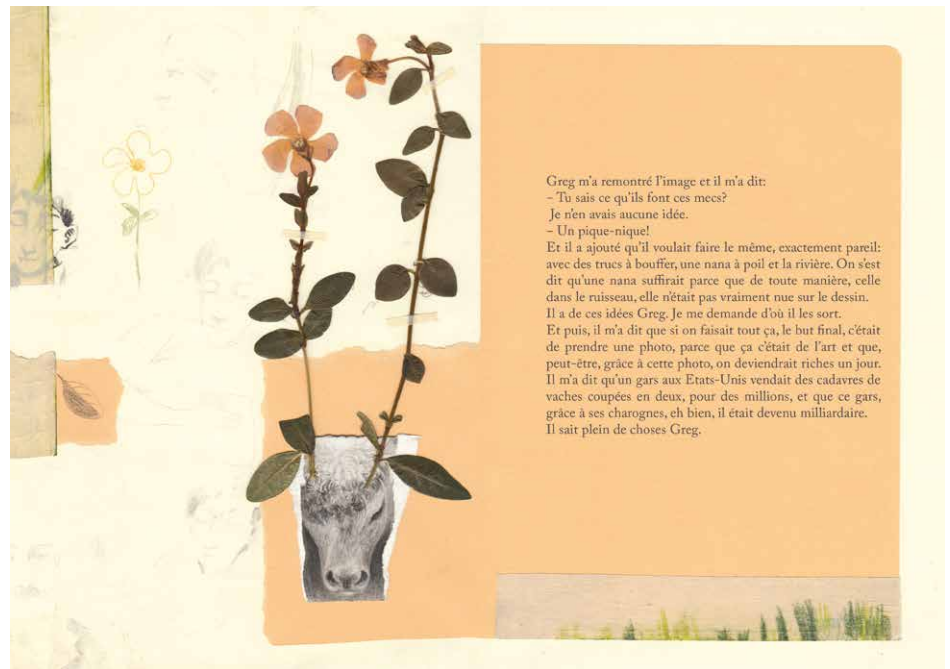 Greg m'a remontré l'image et il m'a dit:
– Tu sais ce qu'ils font ces mecs?
Je n'en avais aucune idée.
– Un pique-nique!
Et il a ajouté qu'il voulait faire le même, exactement pareil:
avec des trucs à bouffer, une nana à poil et la rivière. On s'est
dit qu'une nana suffirait parce que de toute manière, celle
dans le ruisseau, elle n'était pas vraiment nue sur le dessin.
Il a de ces idées Greg. Je me demande d'où il les sort.
Et puis, il m'a dit que si on faisait tout ça, le but final, c'était
de prendre une photo, parce que ça c'était de l'art et que,
peut-être, grâce à cette photo, on deviendrait riches un jour.
Il m'a dit qu'un gars aux Etats-Unis vendait des cadavres de
vaches coupées en deux, pour des millions, et que ce gars,
grâce à ses charognes, eh bien, il était devenu milliardaire.
Il sait plein de choses Greg.